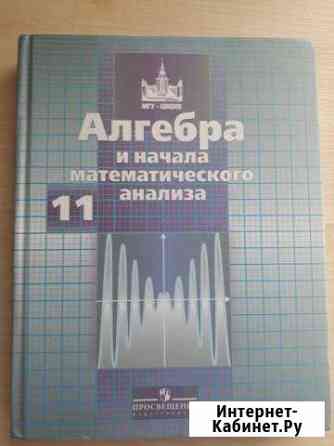 МГУ - ШКОЛЕ
Алгебра
и начала
математического
анализа
11
ПРОСВЕЩЕНИЕ
Интернет-
Кабинет.Ру